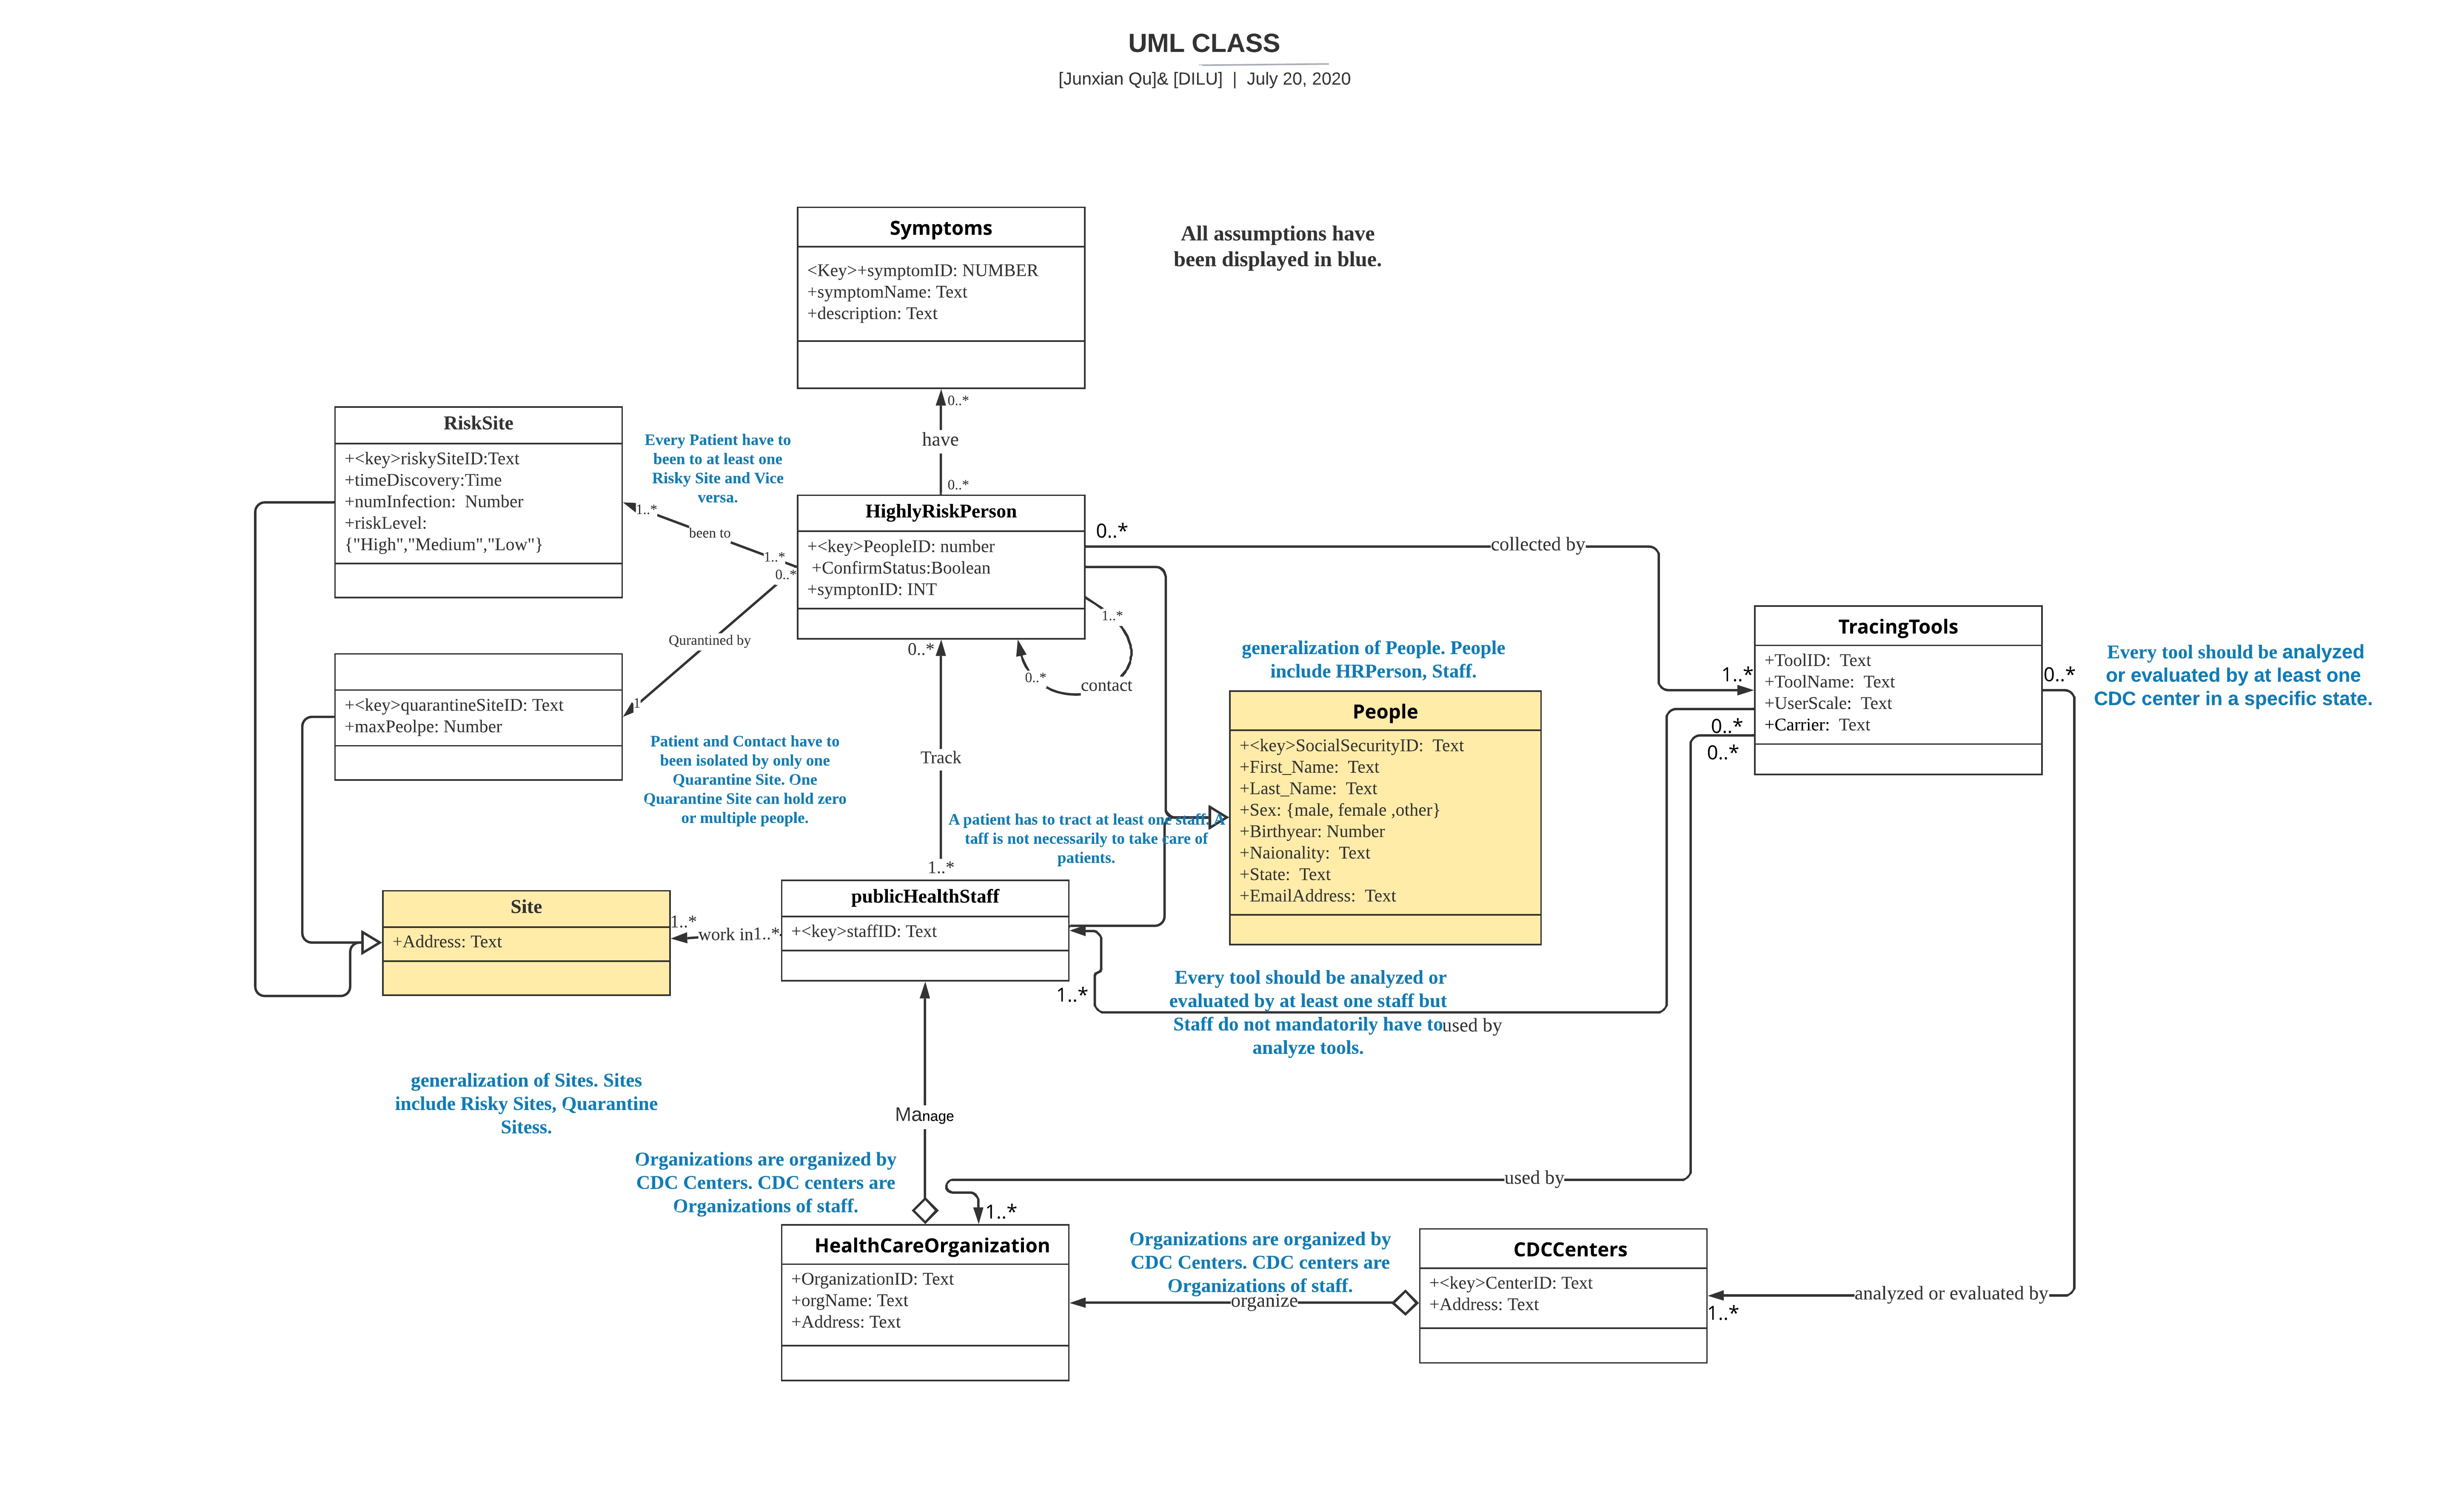 UML CLASS
[Junxian Qu]& [DILU] | July 20, 2020
Symptoms
<Key>+symptomID: NUMBER
+symptomName: Text
+description: Text
All assumptions have
been displayed in blue.
0..*
have
0..*
RiskSite
+<key>riskySiteID:Text
+timeDiscovery:Time
+numInfection: Number
+riskLevel:
{"High","Medium","Low"}
Every Patient have to
been to at least one
Risky Site and Vice
versa.
1..*
been to
1..*
0..*
HighlyRiskPerson
+<key>PeopleID: number
+ConfirmStatus:Boolean
+symptonID: INT
0..*
collected by
1..*
0..*
contact
Qurantined by
1
+<key>quarantineSiteID: Text
+maxPeolpe: Number
Patient and Contact have to
been isolated by only one
Quarantine Site. One
Quarantine Site can hold zero
or multiple people.
0..*
Track
1..*
A patient has to tract at least one staff. A
taff is not necessarily to take care of
patients.
generalization of People. People
include HRPerson, Staff.
People
+<key>SocialSecurityID: Text
+First_Name: Text
+Last_Name: Text
+Sex: {male, female ,other}
+Birthyear: Number
+Naionality: Text
+State: Text
+EmailAddress: Text
TracingTools
+ToolID: Text
+ToolName: Text
+UserScale: Text
+Carrier: Text
1..*
0..*
0..*
0..*
Every tool should be analyzed
or evaluated by at least one
CDC center in a specific state.
Site
+Address: Text
1..*
work in
1..*
publicHealthStaff
+<key>staffID: Text
1..*
Every tool should be analyzed or
evaluated by at least one staff but
Staff do not mandatorily have to
analyze tools.
used by
generalization of Sites. Sites
include Risky Sites, Quarantine
Sitess.
Manage
Organizations are organized by
CDC Centers. CDC centers are
Organizations of staff.
used by
1..*
HealthCareOrganization
+OrganizationID: Text
+orgName: Text
+Address: Text
Organizations are organized by
CDC Centers. CDC centers are
Organizations of staff.
organize
CDCCenters
+<key>CenterID: Text
+Address: Text
analyzed or evaluated by
1..*